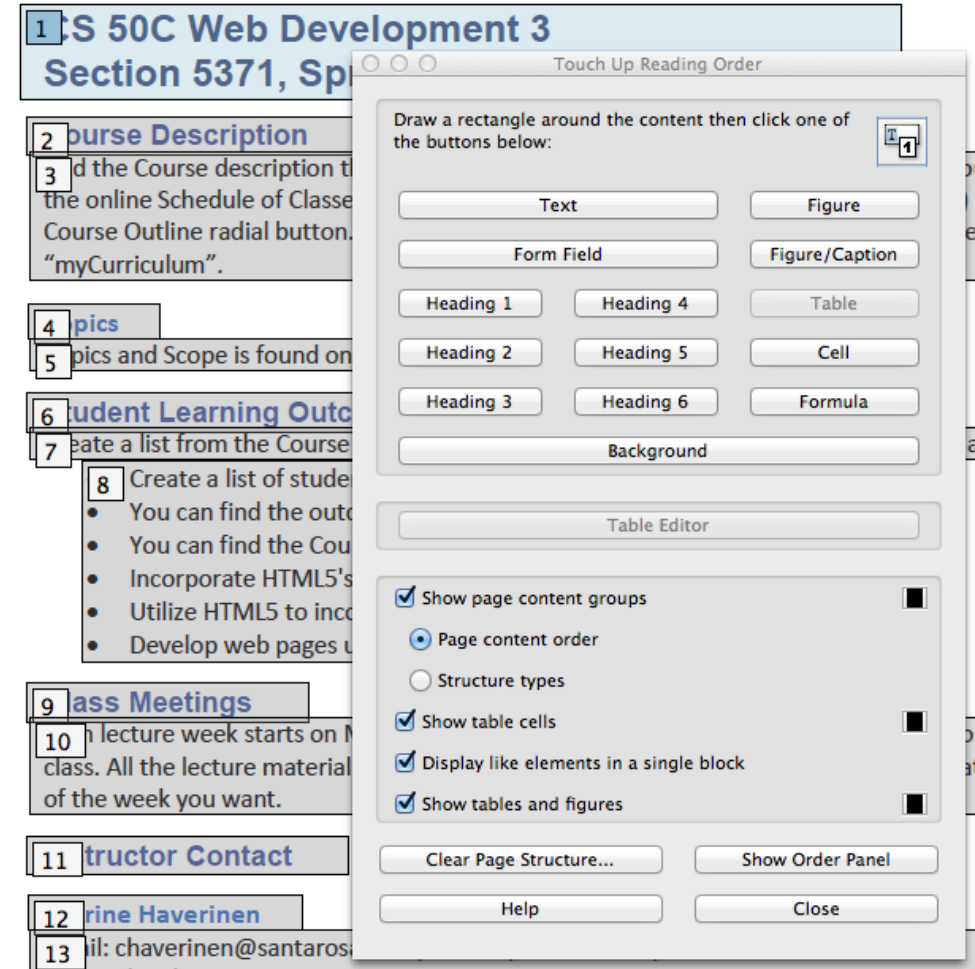 1 CS 50C Web Development 3
Section 5371, Sp
2 ourse Description
3 d the Course description
the online Schedule of Classe
Course Outline radial button.
“myCurriculum”.
4 pics
5 pics and Scope is found on
6 tudent Learning Outc
7 eate a list from the Course
8 Create a list of stude
• You can find the outc
• You can find the Cou
• Incorporate HTML5's
• Utilize HTML5 to inco
• Develop web pages u
9 lass Meetings
10 h lecture week starts on
class. All the lecture material
of the week you want.
11 tructor Contact
12 rine Haverinen
13 il: chaverinen@santarosa
Touch Up Reading Order
Draw a rectangle around the content then click one of
the buttons below:
Text Figure
Form Field Figure/Caption
Heading 1 Heading 4 Table
Heading 2 Heading 5 Cell
Heading 3 Heading 6 Formula
Background
Table Editor
Show page content groups
Page content order
Structure types
Show table cells
Display like elements in a single block
Show tables and figures
Clear Page Structure... Show Order Panel
Help Close